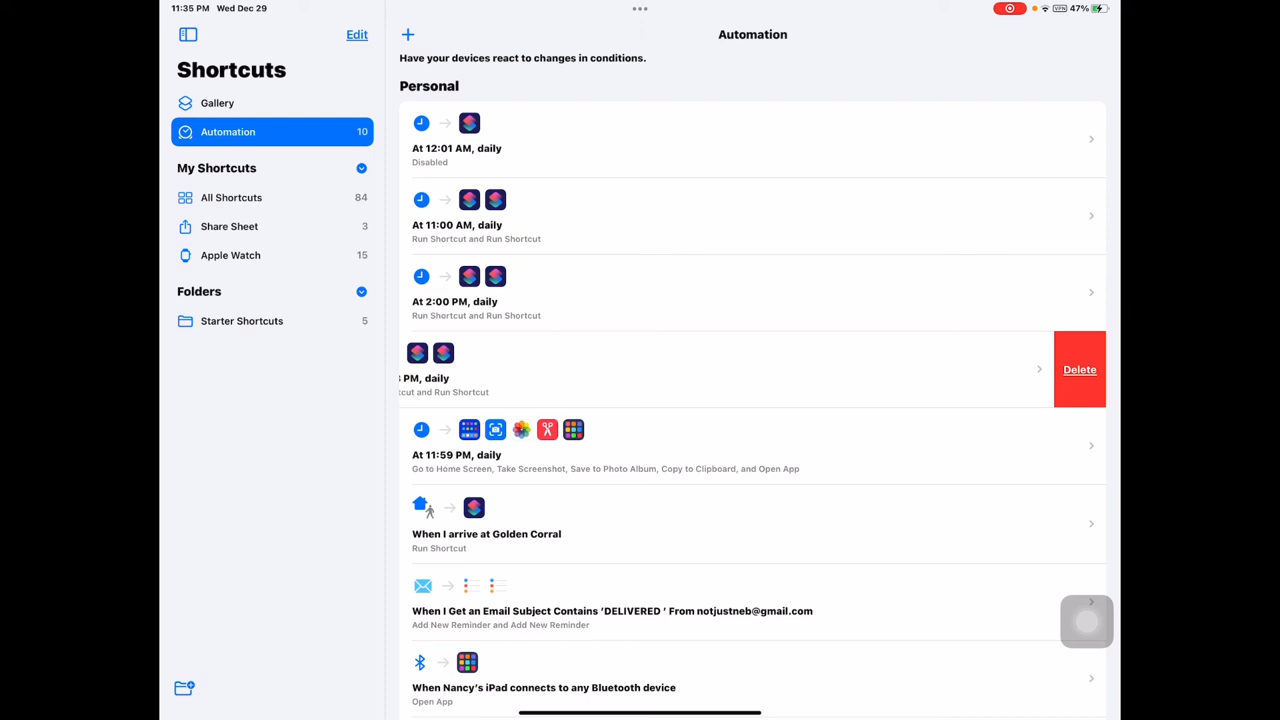 11:35 PM Wed Dec 29
VPN 47%
Edit
Automation
Shortcuts
Have your devices react to changes in conditions.
Gallery
Personal
Automation 10
At 12:01 AM, daily
Disabled
My Shortcuts
All Shortcuts 84
At 11:00 AM, daily
Run Shortcut and Run Shortcut
Share Sheet 3
Apple Watch 15
Folders
At 2:00 PM, daily
Run Shortcut and Run Shortcut
Starter Shortcuts 5
PM, daily
and Run Shortcut
Delete
At 11:59 PM, daily
Go to Home Screen, Take Screenshot, Save to Photo Album, Copy to Clipboard, and Open App
When I arrive at Golden Corral
Run Shortcut
When I Get an Email Subject Contains ‘DELIVERED ’ From notjustneb@gmail.com
Add New Reminder and Add New Reminder
When Nancy’s iPad connects to any Bluetooth device
Open App